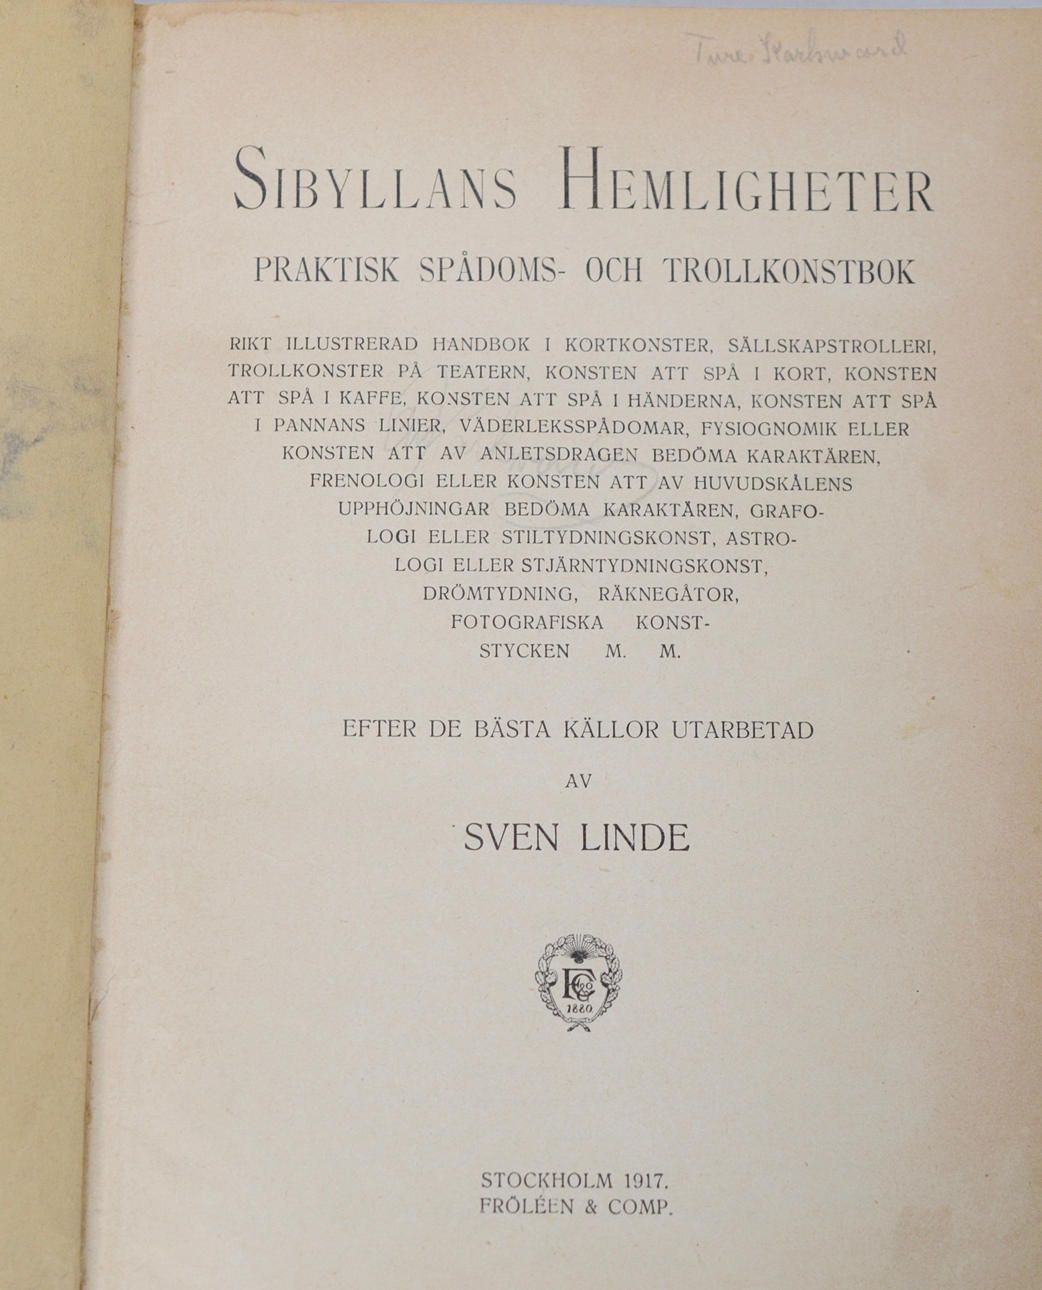 Ture
SIBYLLANS HEMLIGHETER
PRAKTISK SPÅDOMS- OCH TROLLKONSTBOK
RIKT ILLUSTRERAD HANDBOK I KORTKONSTER, SÄLLSKAPSTROLLERI,
TROLLKONSTER PÅ TEATERN, KONSTEN ATT SPÅ I KORT, KONSTEN
ATT SPÅ I KAFFE, KONSTEN ATT SPÅ I HÄNDERNA, KONSTEN ATT SPÅ
I PANNANS LINIER, VÄDERLEKSSPÅDOMAR, FYSIOGNOMIK ELLER
KONSTEN ATT AV ANLETSDRAGEN BEDÖMA KARAKTÄREN,
FRENOLOGI ELLER KONSTEN ATT AV HUVUDSKÅLENS
UPPHÖJNINGAR BEDÖMA KARAKTÄREN, GRAFO-
LOGI ELLER STILTYDNINGSKONST, ASTRO-
LOGI ELLER STJÄRNTYDNINGSKONST,
DRÖMTYDNING, RÄKNEGÅTOR,
FOTOGRAFISKA KONST-
STYCKEN M. M.
EFTER DE BÄSTA KÄLLOR UTARBETAD
AV
SVEN LINDE
1880
STOCKHOLM 1917.
FRÖLÉEN & COMP.